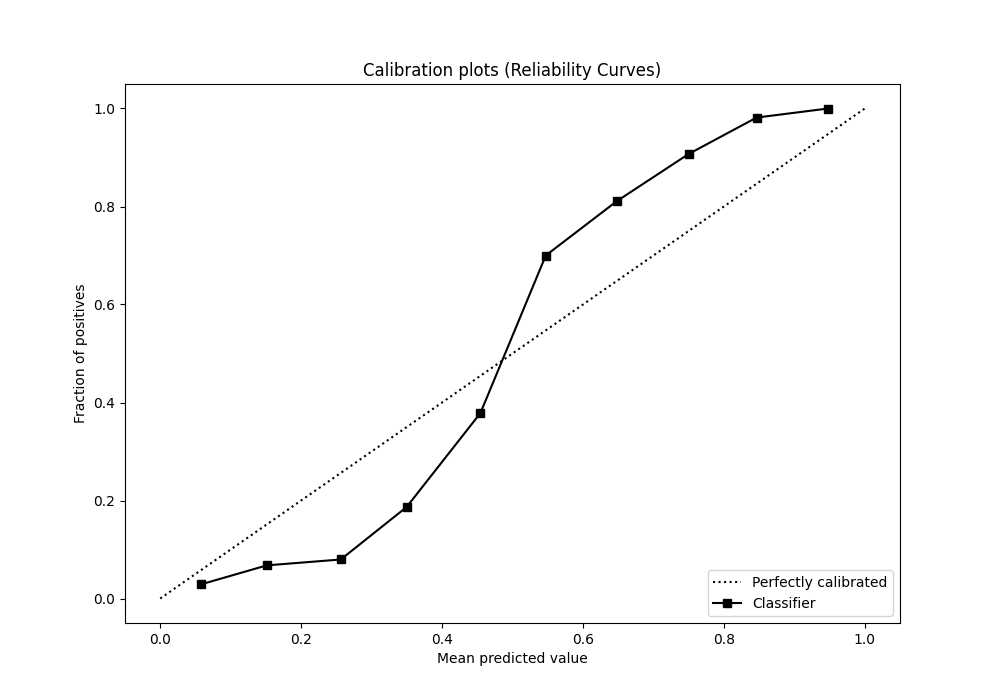 Calibration plots (Reliability Curves)
1.0
0.8
0.6
0.4
0.2
0.0
Fraction of positives
0.0 0.2 0.4 0.6 0.8 1.0
Mean predicted value
Perfectly calibrated
Classifier